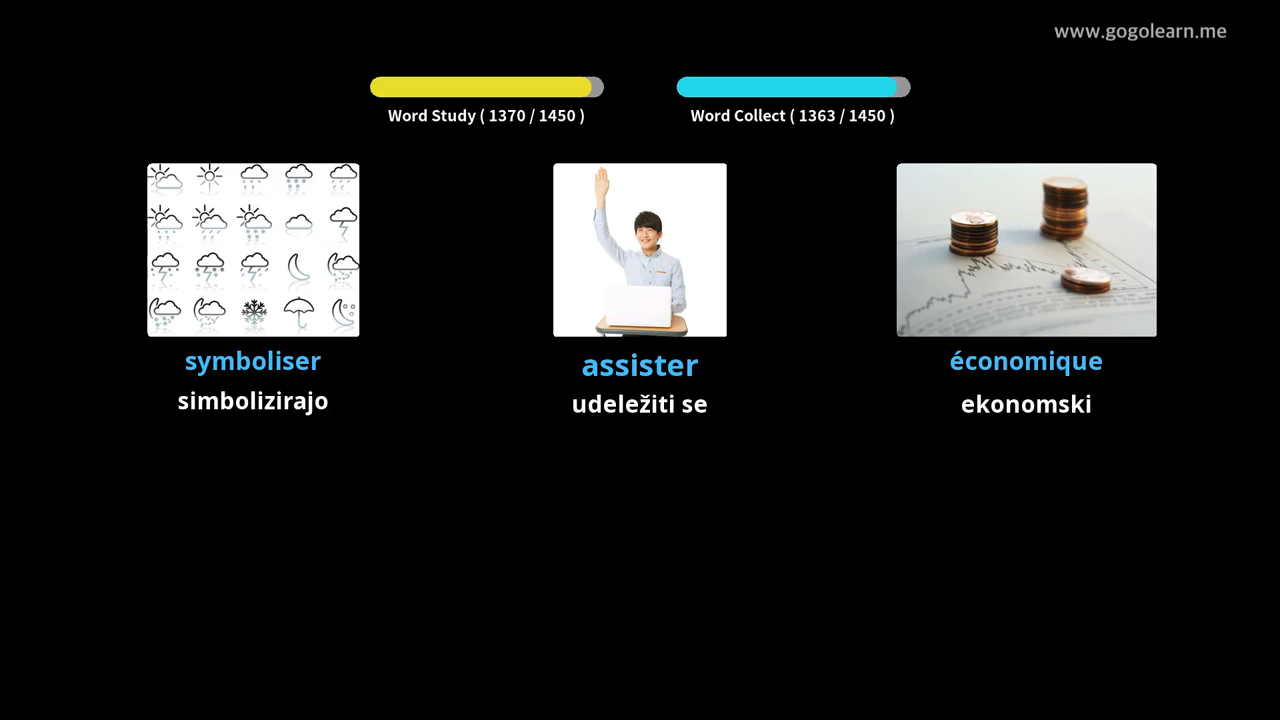 www.gogolearn.me
Word Study ( 1370 / 1450 )
Word Collect ( 1363 / 1450 )
symboliser
assister
économique
simbolizirajo
udeležiti se
ekonomski